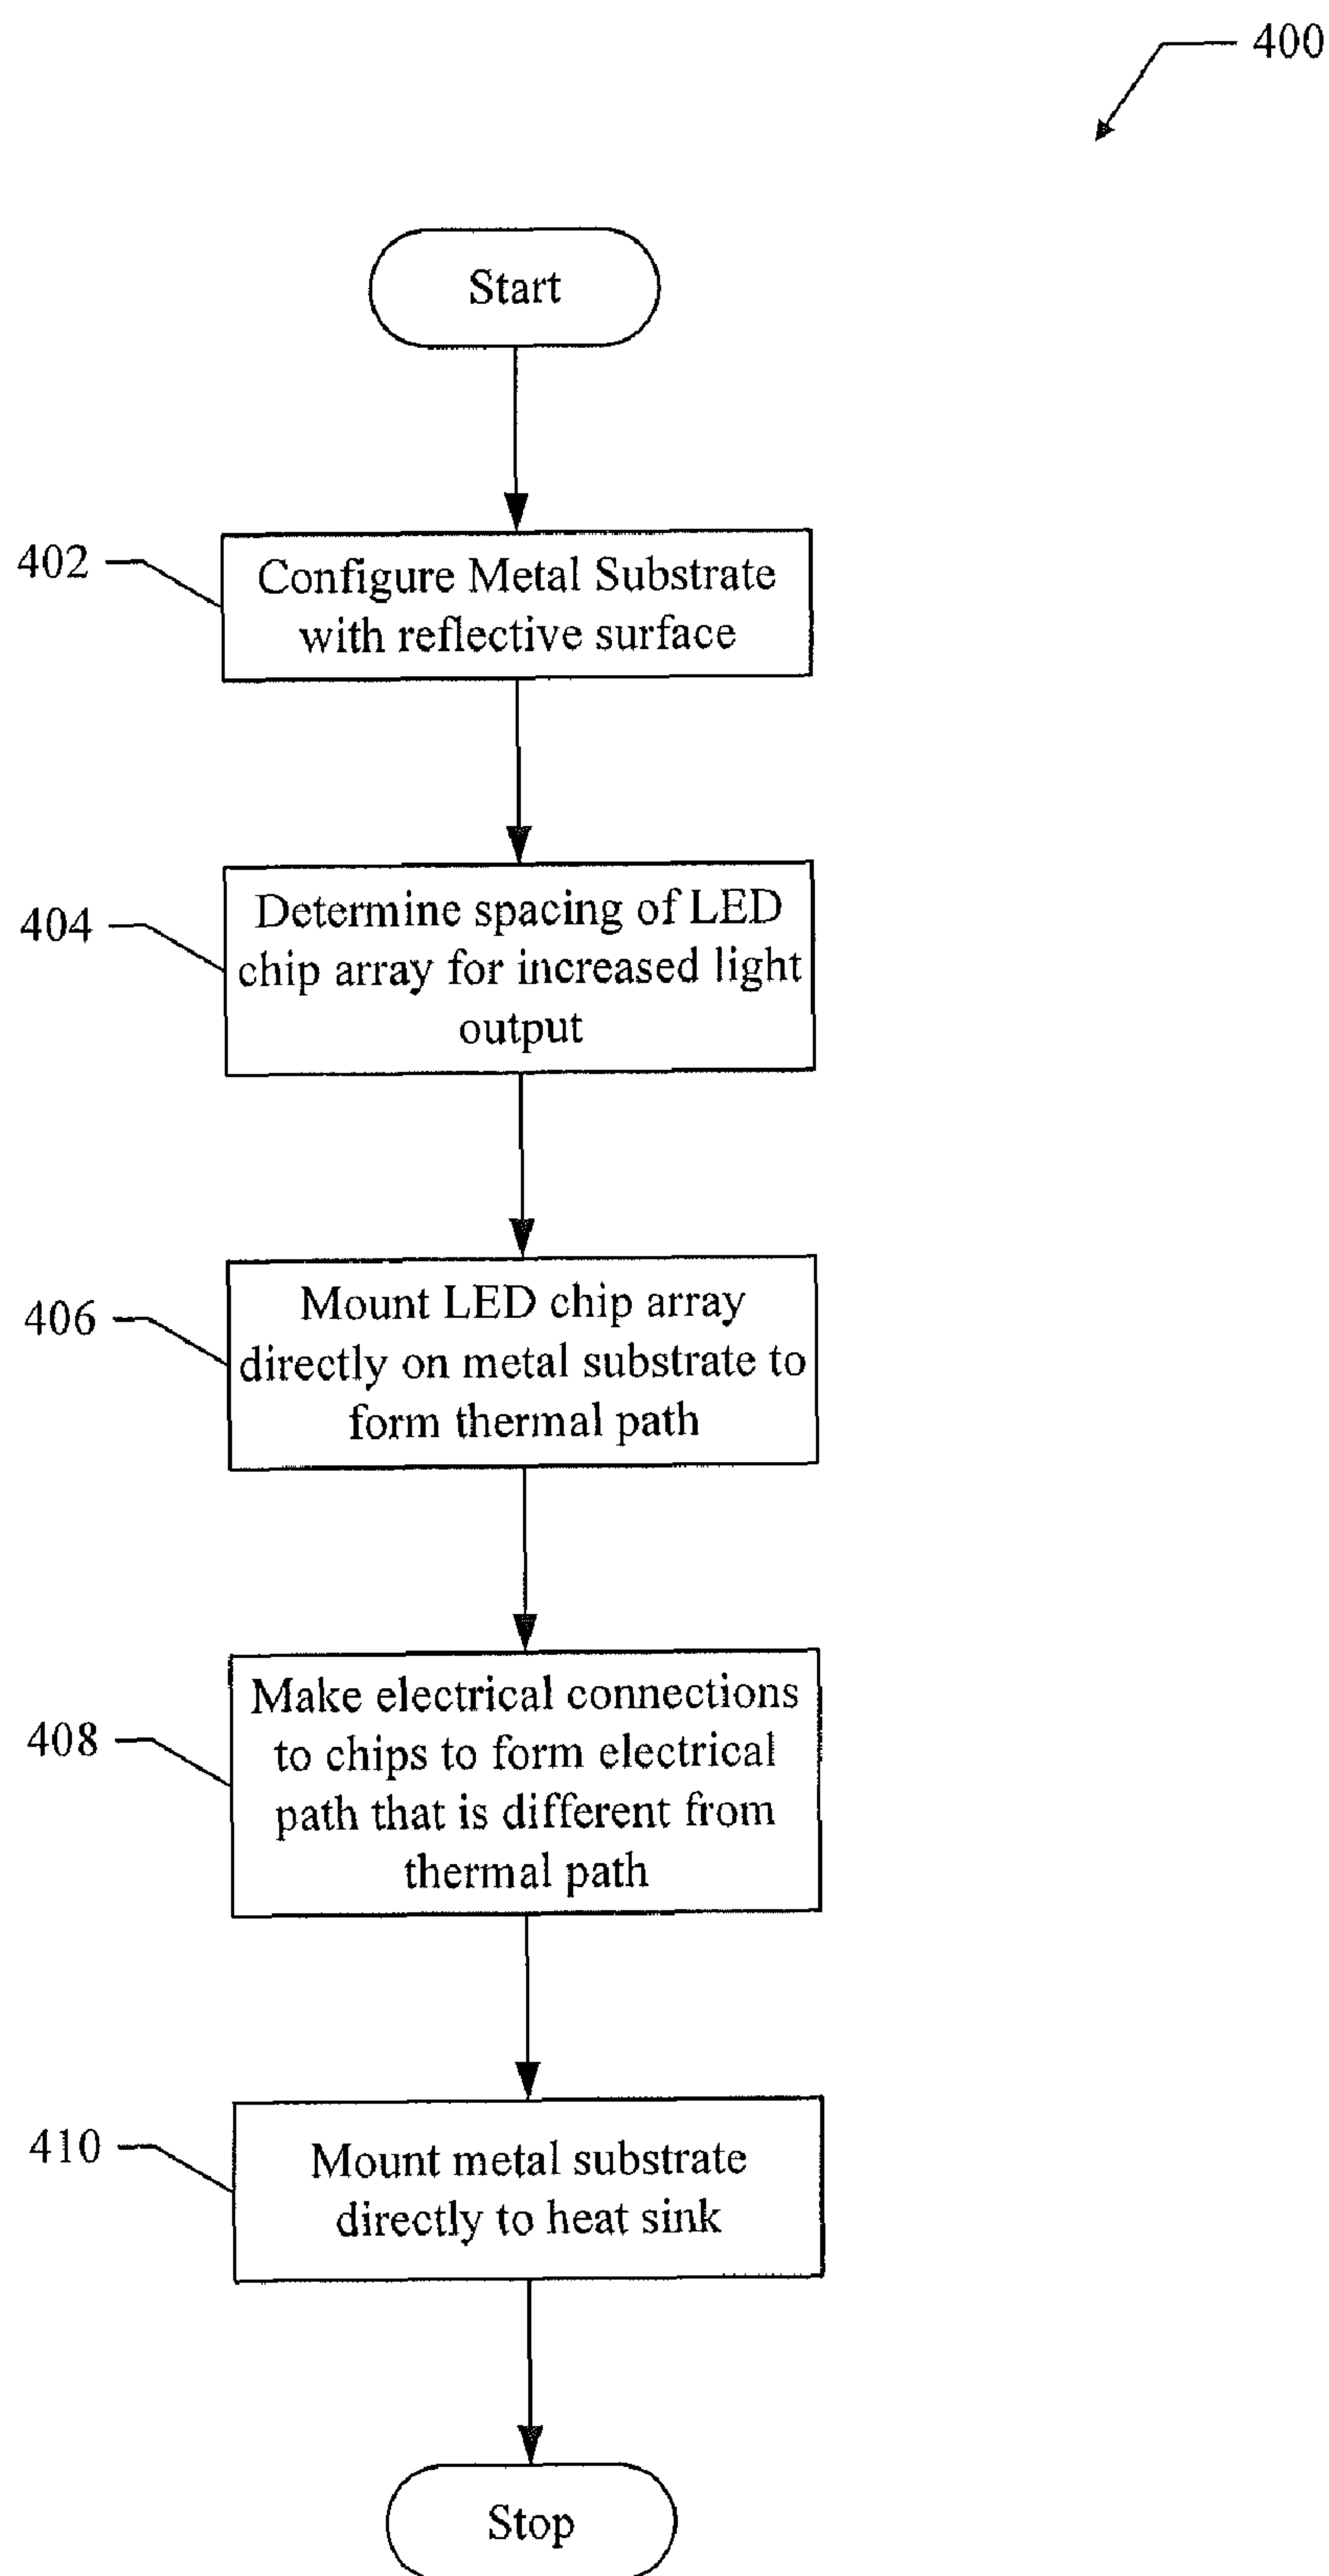 400
Start
402
Configure Metal Substrate
with reflective surface
404
Determine spacing of LED
chip array for increased light
output
406
Mount LED chip array
directly on metal substrate to
form thermal path
408
Make electrical connections
to chips to form electrical
path that is different from
thermal path
410
Mount metal substrate
directly to heat sink
Stop